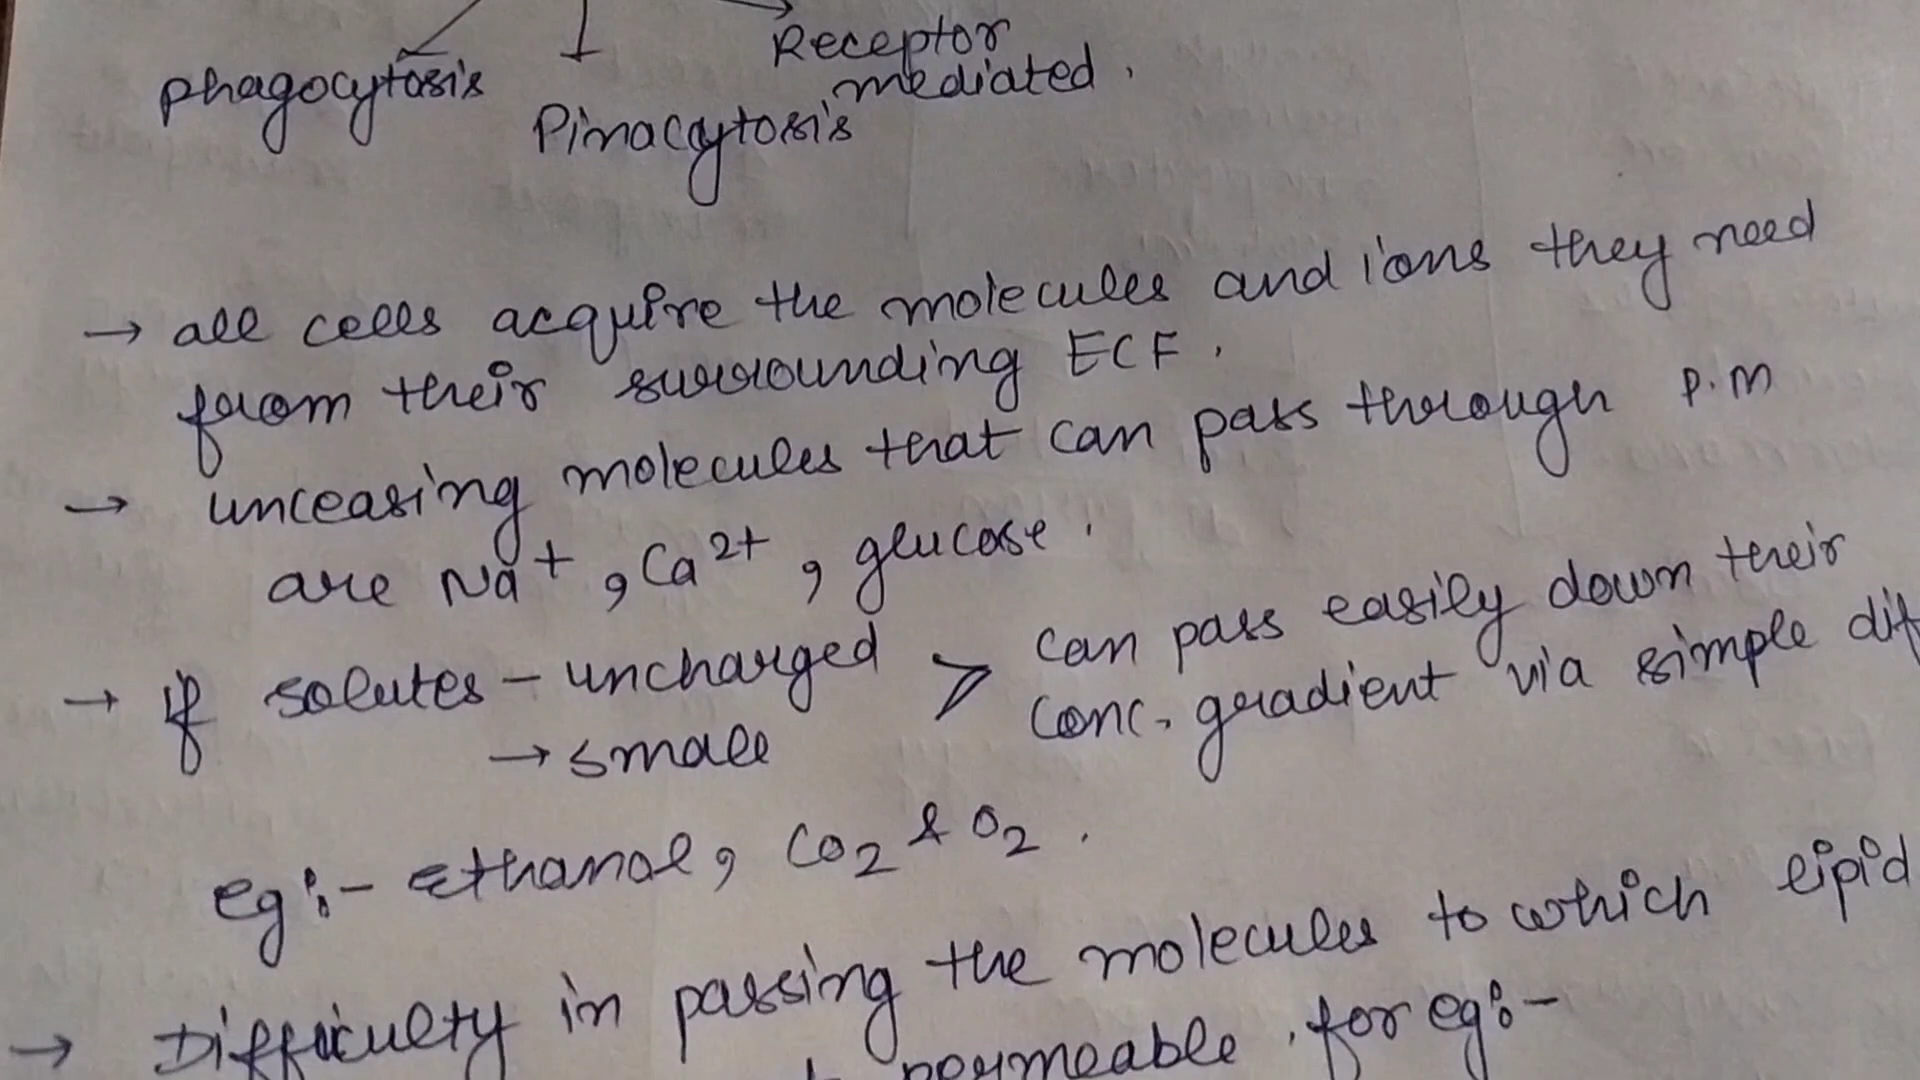 Receptor
phagocytosis
mediated.
Pinacytosis
→ all cells acquire the molecules and ions they need
from their surrounding ECF.
→ unceasing molecules that can pass through P.M
are Na+, Ca2+, glucose.
→ if solutes - uncharged > can pass easily down their
→ small conc. gradient via simple dif
eg:- Ethanol, CO2 & O2.
→ Difficulty in passing the molecules to which lipid
permeable. for eg:-